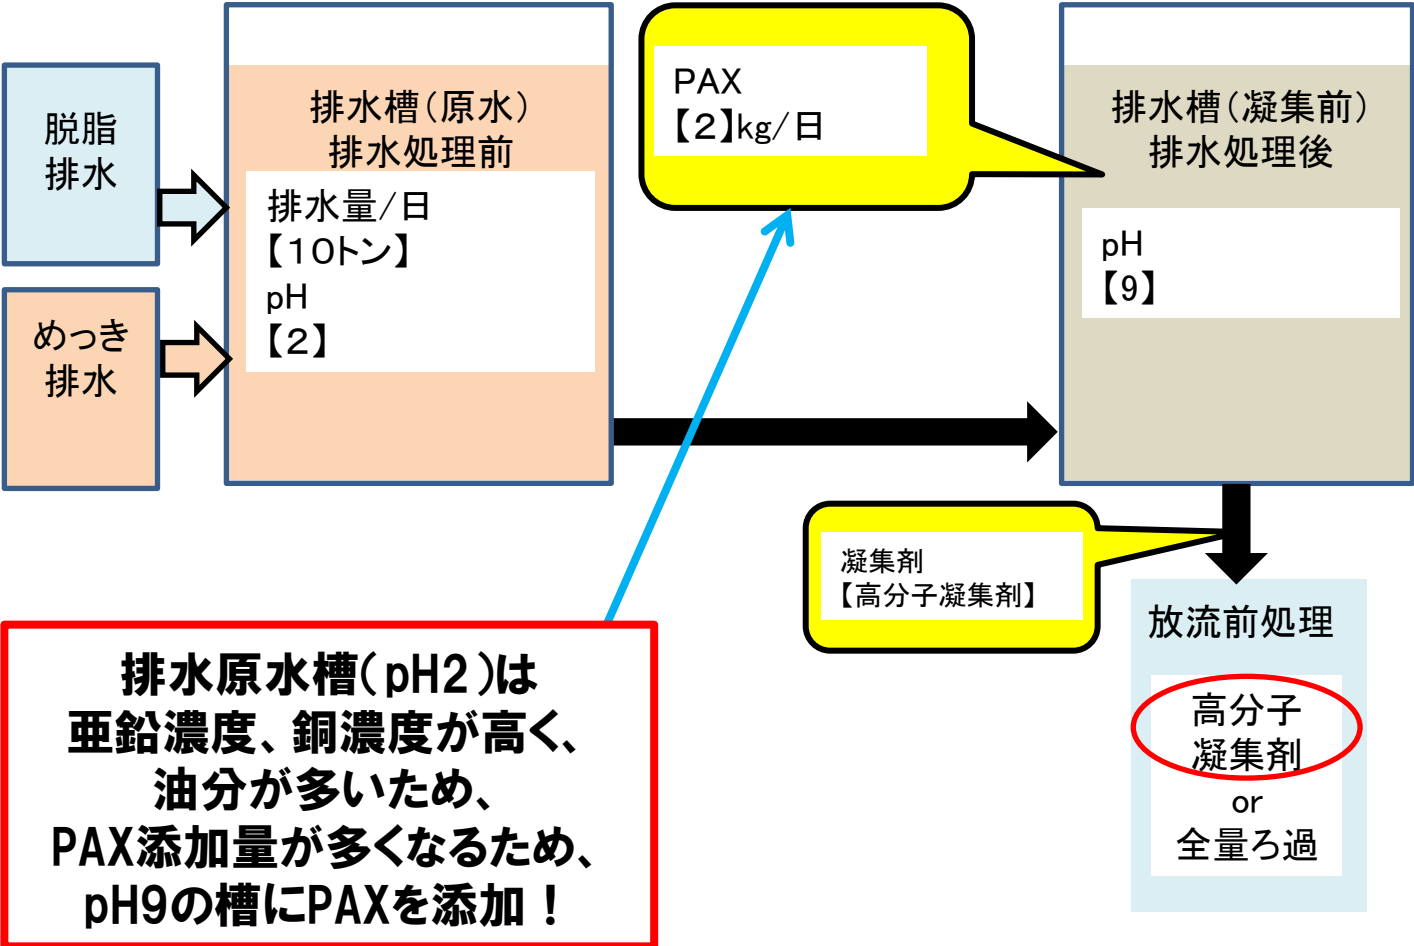 脱脂
排水
めっき
排水
排水槽(原水)
排水処理前
排水量/日
【10トン】
pH
【2】
PAX
【2】kg/日
排水槽(凝集前)
排水処理後
pH
【9】
凝集剤
【高分子凝集剤】
放流前処理
高分子
凝集剤
or
全量ろ過
排水原水槽(pH2)は
亜鉛濃度、銅濃度が高く、
油分が多いため、
PAX添加量が多くなるため、
pH9の槽にPAXを添加!